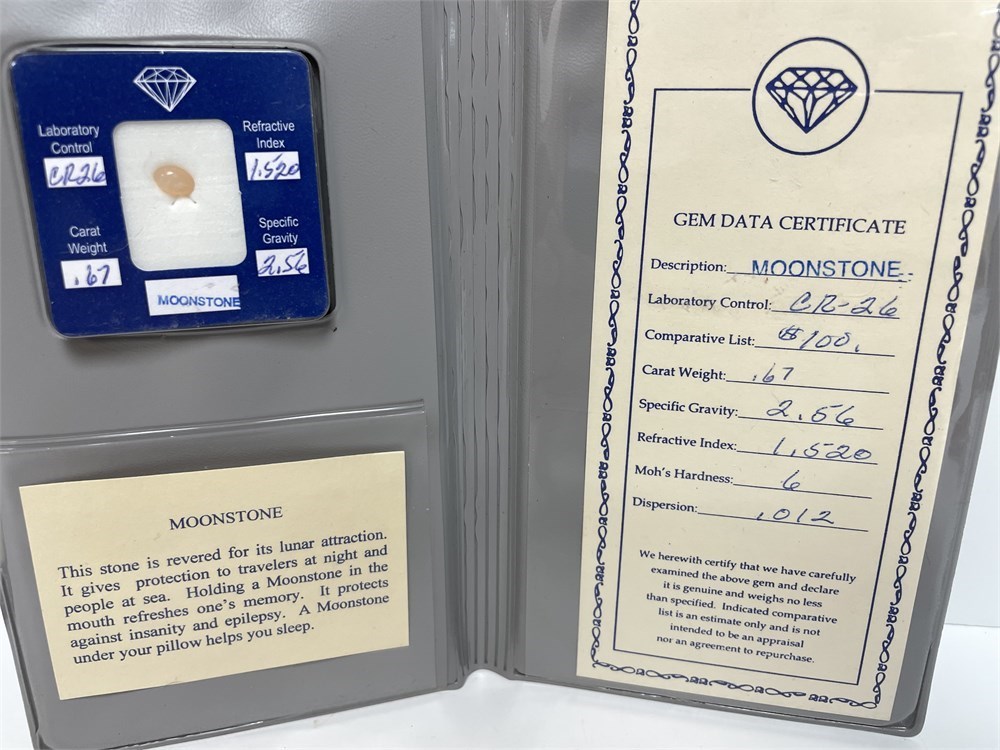 Laboratory
Control
CR26
Refractive
Index
1.520
Carat
Weight
.67
Specific
Gravity
2.56
MOONSTONE
MOONSTONE
This stone is revered for its lunar attraction.
It gives protection to travelers at night and
people at sea. Holding a Moonstone in the
mouth refreshes one's memory. It protects
against insanity and epilepsy. A Moonstone
under your pillow helps you sleep.
GEM DATA CERTIFICATE
Description: MOONSTONE
Laboratory Control: CR-26
Comparative List: $100.
Carat Weight: .67
Specific Gravity: 2.56
Refractive Index: 1.520
Moh's Hardness: 6
Dispersion: .012
We herewith certify that we have carefully
examined the above gem and declare
it is genuine and weighs no less
than specified. Indicated comparative
list is an estimate only and is not
intended to be an appraisal
nor an agreement to repurchase.